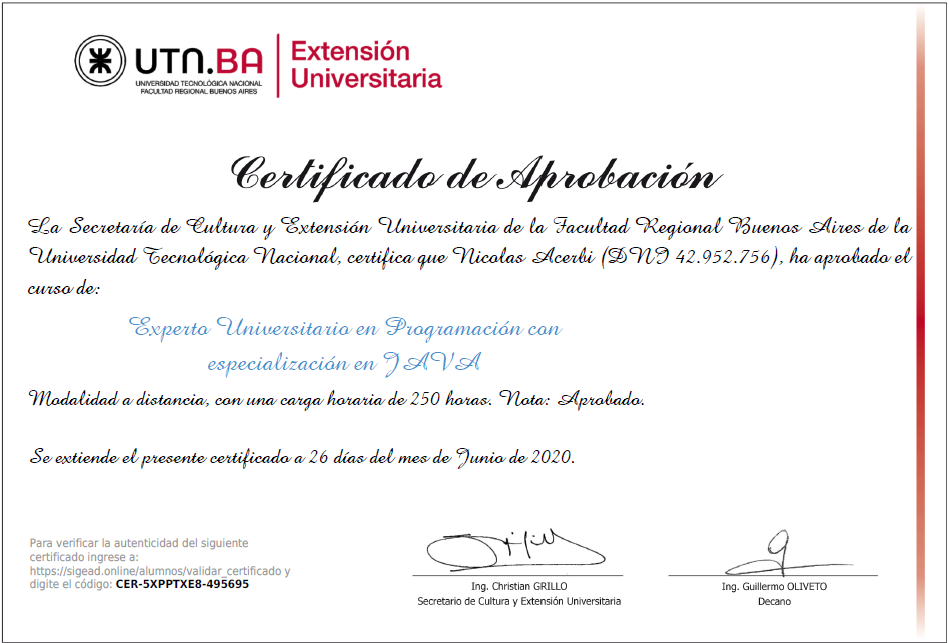 UTN.BA
UNIVERSIDAD TECNOLÓGICA NACIONAL
FACULTAD REGIONAL BUENOS AIRES
Extensión
Universitaria
Certificado de Aprobación
La Secretaría de Cultura y Extensión Universitaria de la Facultad Regional Buenos Aires de la
Universidad Tecnológica Nacional, certifica que Nicolas Acerbi (DNI 42.952.756), ha aprobado el
curso de:
Experto Universitario en Programación con
especialización en JAVA
Modalidad a distancia, con una carga horaria de 250 horas. Nota: Aprobado.
Se extiende el presente certificado a 26 días del mes de Junio de 2020.
Para verificar la autenticidad del siguiente
certificado ingrese a:
https://sigead.online/alumnos/validar_certificado y
digite el código: CER-5XPPTXE8-495695
Ing. Christian GIRILLO
Secretario de Cultura y Extensión Universitaria
Ing. Guillermo OLIVETO
Decano